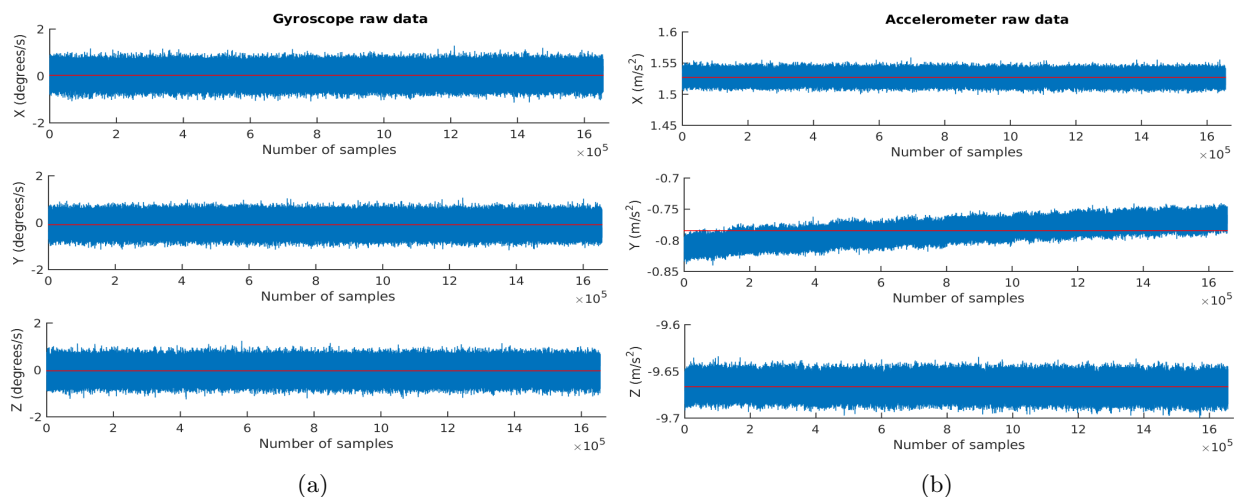 Gyroscope raw data
2
0
-2
X (degrees/s)
0 2 4 6 8 10 12 14 16
Number of samples
×10^5
2
0
-2
Y (degrees/s)
0 2 4 6 8 10 12 14 16
Number of samples
×10^5
2
0
-2
Z (degrees/s)
0 2 4 6 8 10 12 14 16
Number of samples
×10^5
(a)
Accelerometer raw data
1.6
1.55
1.5
1.45
X (m/s^2)
0 2 4 6 8 10 12 14 16
Number of samples
×10^5
-0.7
-0.75
-0.8
-0.85
Y (m/s^2)
0 2 4 6 8 10 12 14 16
Number of samples
×10^5
-9.6
-9.65
-9.7
Z (m/s^2)
0 2 4 6 8 10 12 14 16
Number of samples
×10^5
(b)